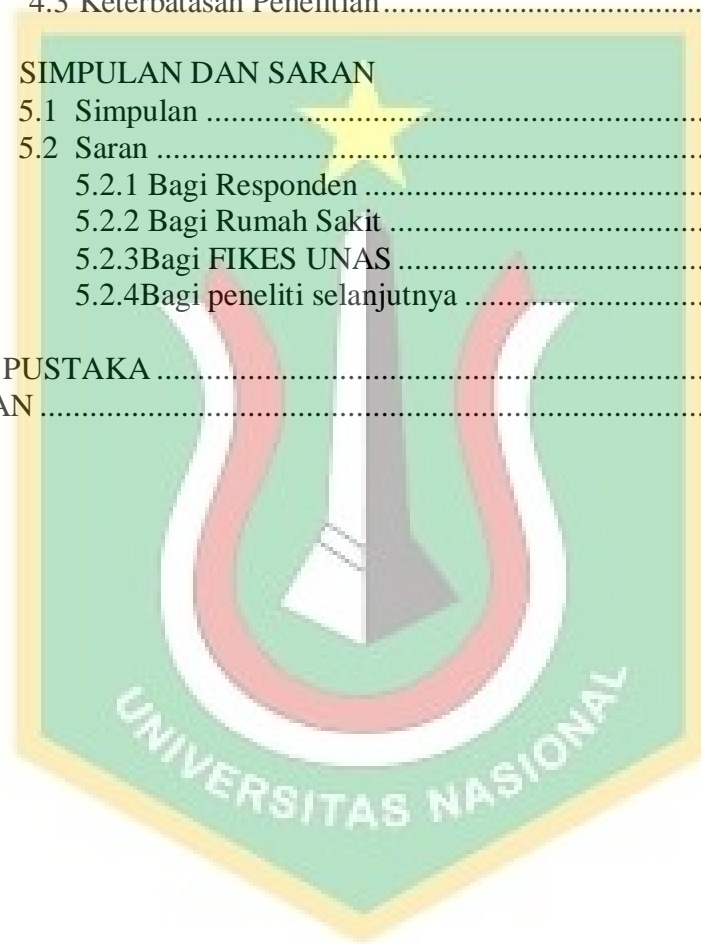 4.3 Keterbatasan Penelitian.......................................
SIMPULAN DAN SARAN
5.1 Simpulan ..............................................................
5.2 Saran ....................................................................
5.2.1 Bagi Responden ...........................................
5.2.2 Bagi Rumah Sakit .......................................
5.2.3Bagi FIKES UNAS ......................................
5.2.4Bagi peneliti selanjutnya ..............................
PUSTAKA ......................................................................
AN ...................................................................................
UNIVERSITAS NASIONAL